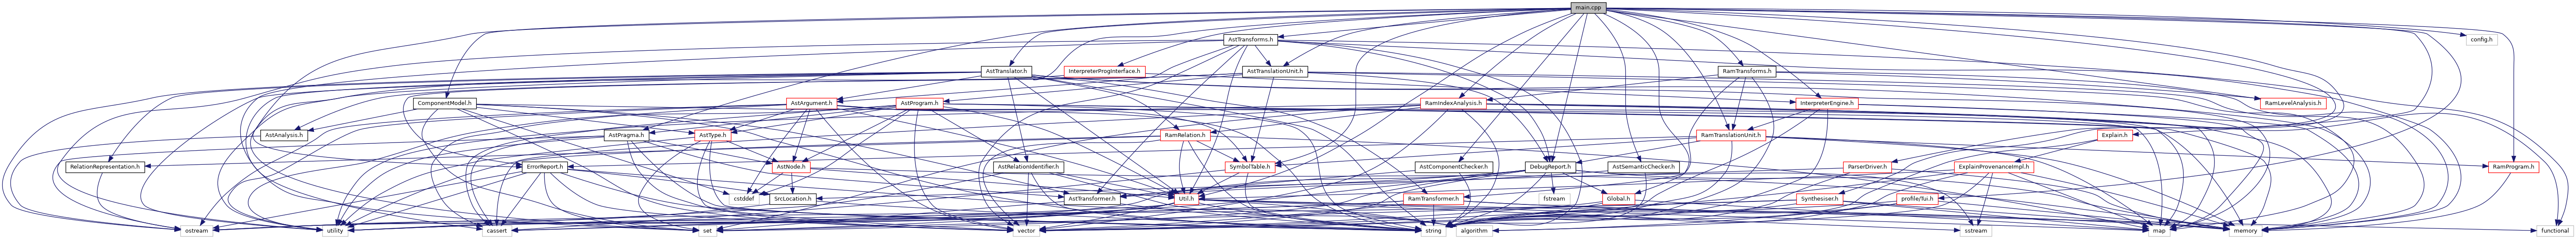 main.cpp
AstTransforms.h
config.h
AstTranslator.h
InterpreterProgInterface.h
AstTranslationUnit.h
RamTransforms.h
ComponentModel.h
AstArgument.h
AstProgram.h
RamIndexAnalysis.h
InterpreterEngine.h
RamLevelAnalysis.h
AstAnalysis.h
AstPragma.h
AstType.h
RamRelation.h
RamTranslationUnit.h
Explain.h
RelationRepresentation.h
ErrorReport.h
AstNode.h
AstRelationIdentifier.h
SymbolTable.h
AstComponentChecker.h
DebugReport.h
AstSemanticChecker.h
ParserDriver.h
ExplainProvenanceImpl.h
RamProgram.h
cstddef
SrcLocation.h
AstTransformer.h
Util.h
RamTransformer.h
fstream
Global.h
Synthesiser.h
profile/Tui.h
ostream
utility
cassert
set
vector
string
algorithm
sstream
map
memory
functional